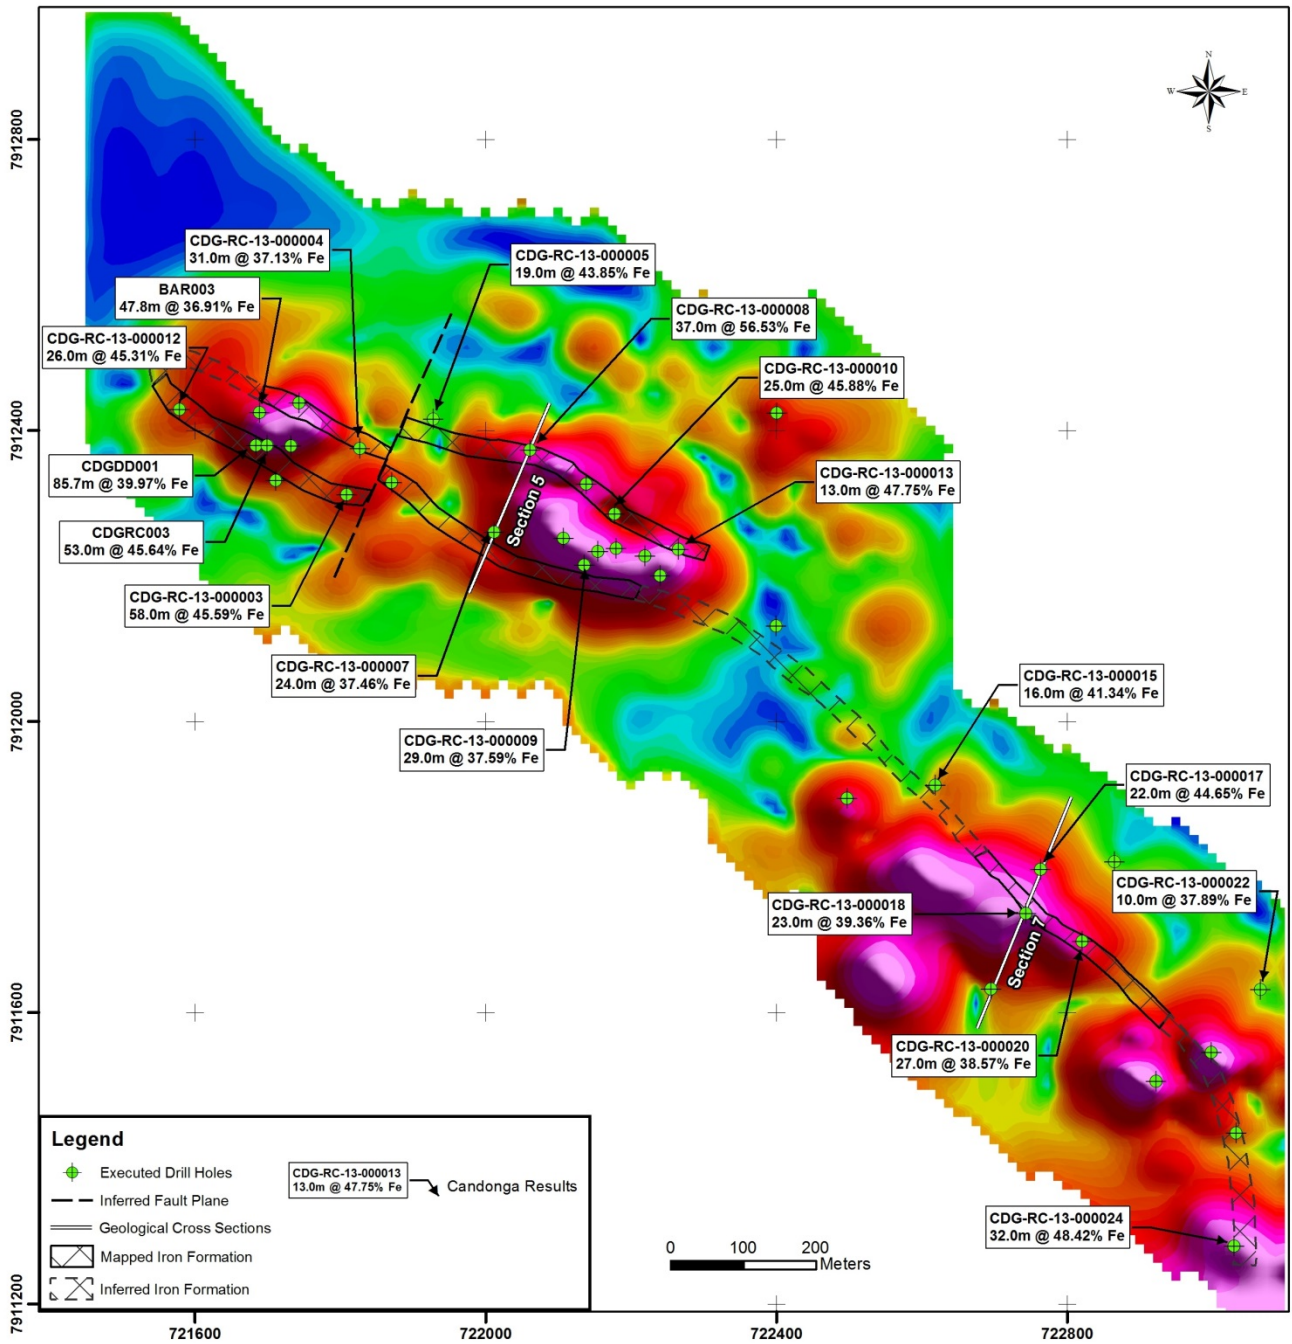 N
W
E
S
7912800
7912400
7912000
7911600
7911200
721600
722000
722400
722800
CDG-RC-13-000004
31.0m @ 37.13% Fe
BAR003
47.8m @ 36.91% Fe
CDG-RC-13-000012
26.0m @ 45.31% Fe
CDG-RC-13-000005
19.0m @ 43.85% Fe
CDG-RC-13-000008
37.0m @ 56.53% Fe
CDG-RC-13-000010
25.0m @ 45.88% Fe
CDG-RC-13-000013
13.0m @ 47.75% Fe
CDGDD001
85.7m @ 39.97% Fe
CDGRC003
53.0m @ 45.64% Fe
CDG-RC-13-000003
58.0m @ 45.59% Fe
Section 5
CDG-RC-13-000007
24.0m @ 37.46% Fe
CDG-RC-13-000009
29.0m @ 37.59% Fe
CDG-RC-13-000015
16.0m @ 41.34% Fe
CDG-RC-13-000017
22.0m @ 44.65% Fe
CDG-RC-13-000022
10.0m @ 37.89% Fe
CDG-RC-13-000018
23.0m @ 39.36% Fe
Section 7
CDG-RC-13-000020
27.0m @ 38.57% Fe
CDG-RC-13-000024
32.0m @ 48.42% Fe
Legend
Executed Drill Holes
Inferred Fault Plane
Geological Cross Sections
Mapped Iron Formation
Inferred Iron Formation
CDG-RC-13-000013
13.0m @ 47.75% Fe
Candonga Results
0 100 200
Meters